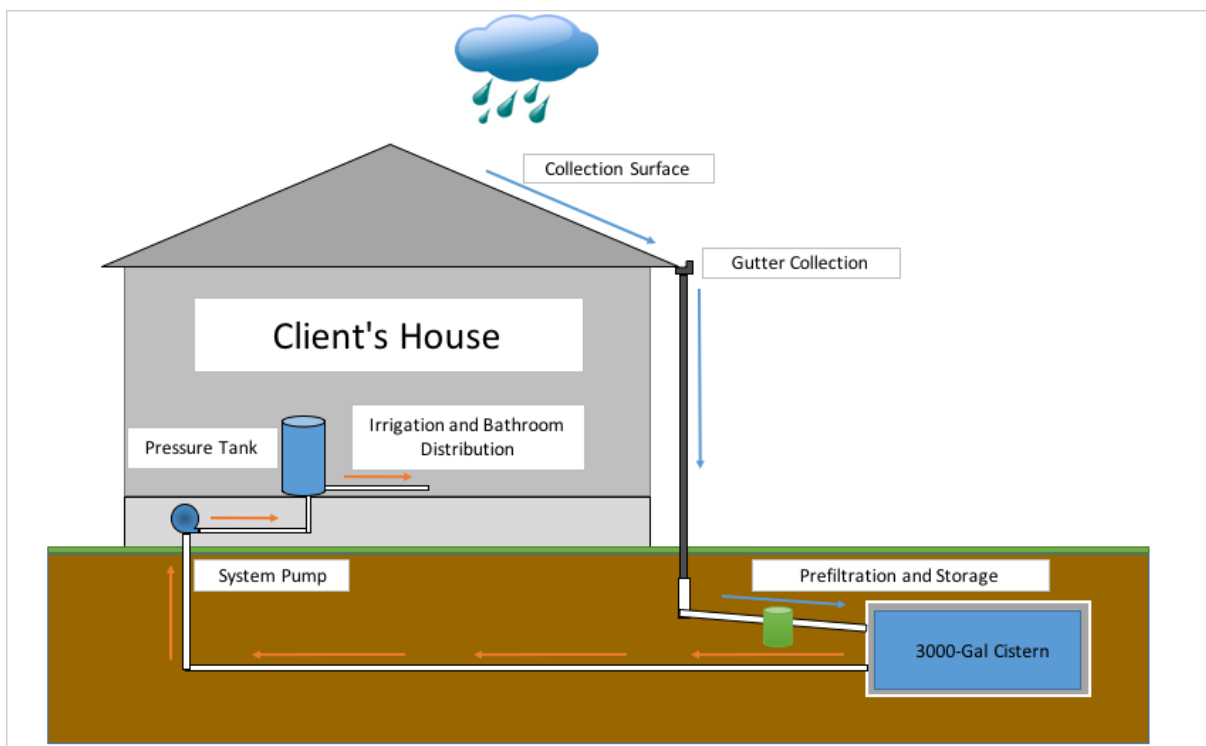 Collection Surface
Gutter Collection
Client's House
Irrigation and Bathroom
Distribution
Pressure Tank
System Pump
Prefiltration and Storage
3000-Gal Cistern